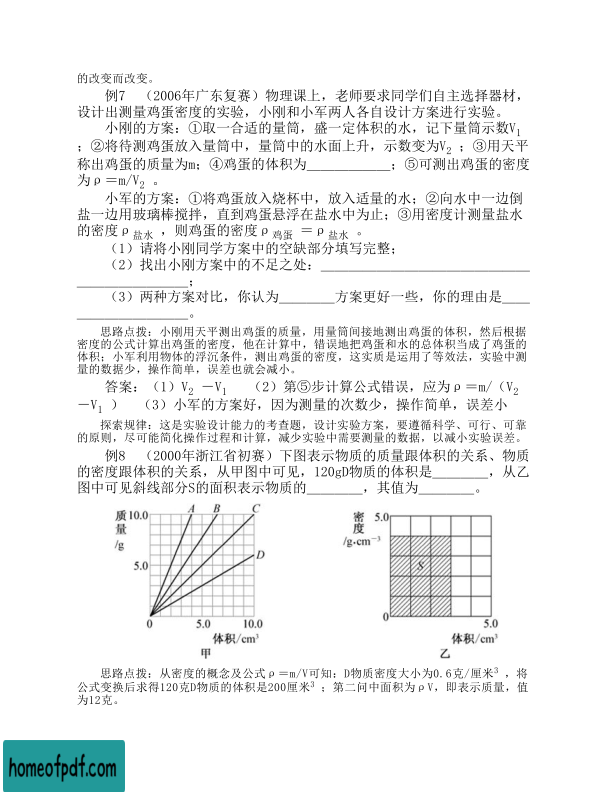 的改变而改变。
例7　（2006年广东复赛）物理课上，老师要求同学们自主选择器材，
设计出测量鸡蛋密度的实验，小刚和小军两人各自设计方案进行实验。
小刚的方案：①取一合适的量筒，盛一定体积的水，记下量筒示数V1
；②将待测鸡蛋放入量筒中，量筒中的水面上升，示数变为V2 ；③用天平
称出鸡蛋的质量为m；④鸡蛋的体积为____________；⑤可测出鸡蛋的密度
为ρ＝m/V2 。
小军的方案：①将鸡蛋放入烧杯中，放入适量的水；②向水中一边倒
盐一边用玻璃棒搅拌，直到鸡蛋悬浮在盐水中为止；③用密度计测量盐水
的密度ρ盐水 ，则鸡蛋的密度ρ鸡蛋 ＝ρ盐水 。
（1）请将小刚同学方案中的空缺部分填写完整；
（2）找出小刚方案中的不足之处：______________________________
________________；
（3）两种方案对比，你认为________方案更好一些，你的理由是____
________________。
思路点拨：小刚用天平测出鸡蛋的质量，用量筒间接地测出鸡蛋的体积，然后根据
密度的公式计算出鸡蛋的密度，他在计算中，错误地把鸡蛋和水的总体积当成了鸡蛋的
体积；小军利用物体的浮沉条件，测出鸡蛋的密度，这实质是运用了等效法，实验中测
量的数据少，操作简单，误差也就会减小。
答案：（1）V2 －V1　（2）第⑤步计算公式错误，应为ρ＝m/（V2
－V1 ）　（3）小军的方案好，因为测量的次数少，操作简单，误差小
探索规律：这是实验设计能力的考查题，设计实验方案，要遵循科学、可行、可靠
的原则，尽可能简化操作过程和计算，减少实验中需要测量的数据，以减小实验误差。
例8　（2000年浙江省初赛）下图表示物质的质量跟体积的关系、物质
的密度跟体积的关系，从甲图中可见，120gD物质的体积是________，从乙
图中可见斜线部分S的面积表示物质的________，其值为________。
质量/g
10.0
5.0
A B C
D
0 5.0 10.0
体积/cm³
甲
密度/g·cm⁻³
5.0
S
0 5.0
体积/cm³
乙
思路点拨：从密度的概念及公式ρ＝m/V可知：D物质密度大小为0.6克/厘米³ ，将
公式变换后求得120克D物质的体积是200厘米³ ；第二问中面积为ρV，即表示质量，值
为12克。
homeofpdf.com